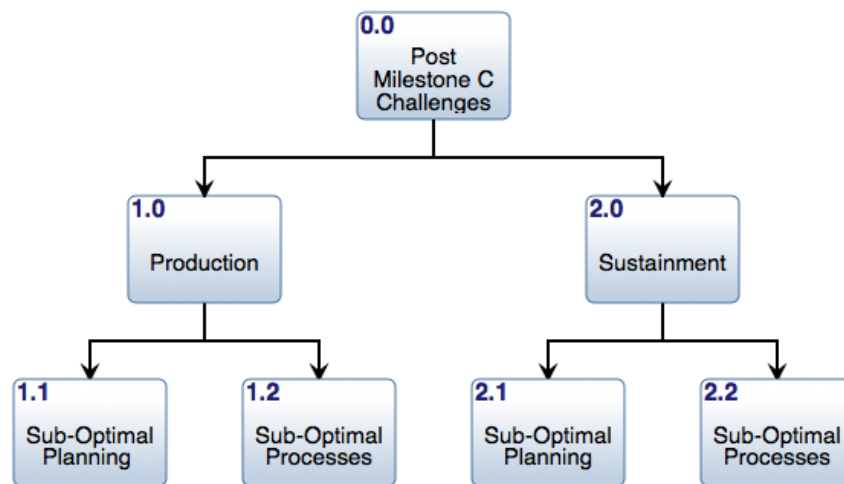 0.0
Post
Milestone C
Challenges
1.0
Production
2.0
Sustainment
1.1
Sub-Optimal
Planning
1.2
Sub-Optimal
Processes
2.1
Sub-Optimal
Planning
2.2
Sub-Optimal
Processes